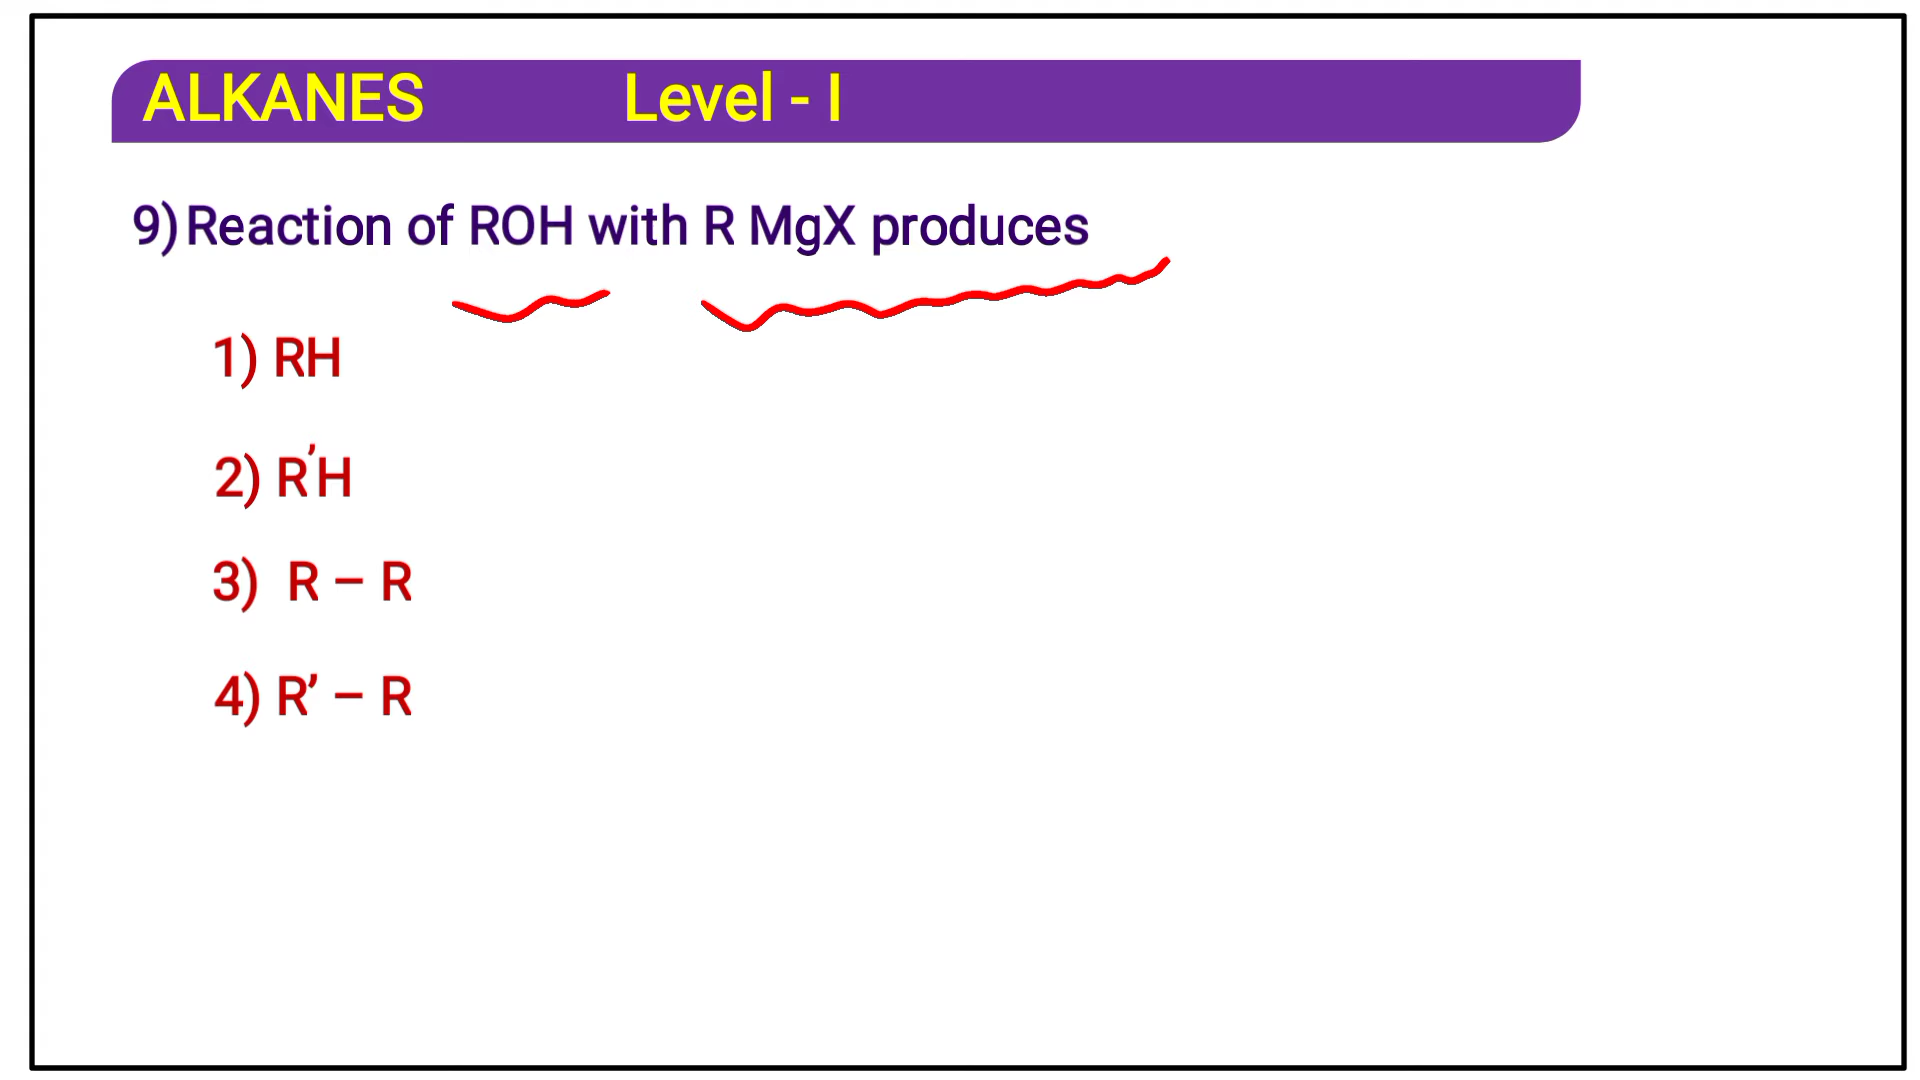 ALKANES Level - I
9) Reaction of ROH with R MgX produces
1) RH
2) R’H
3) R – R
4) R’ – R